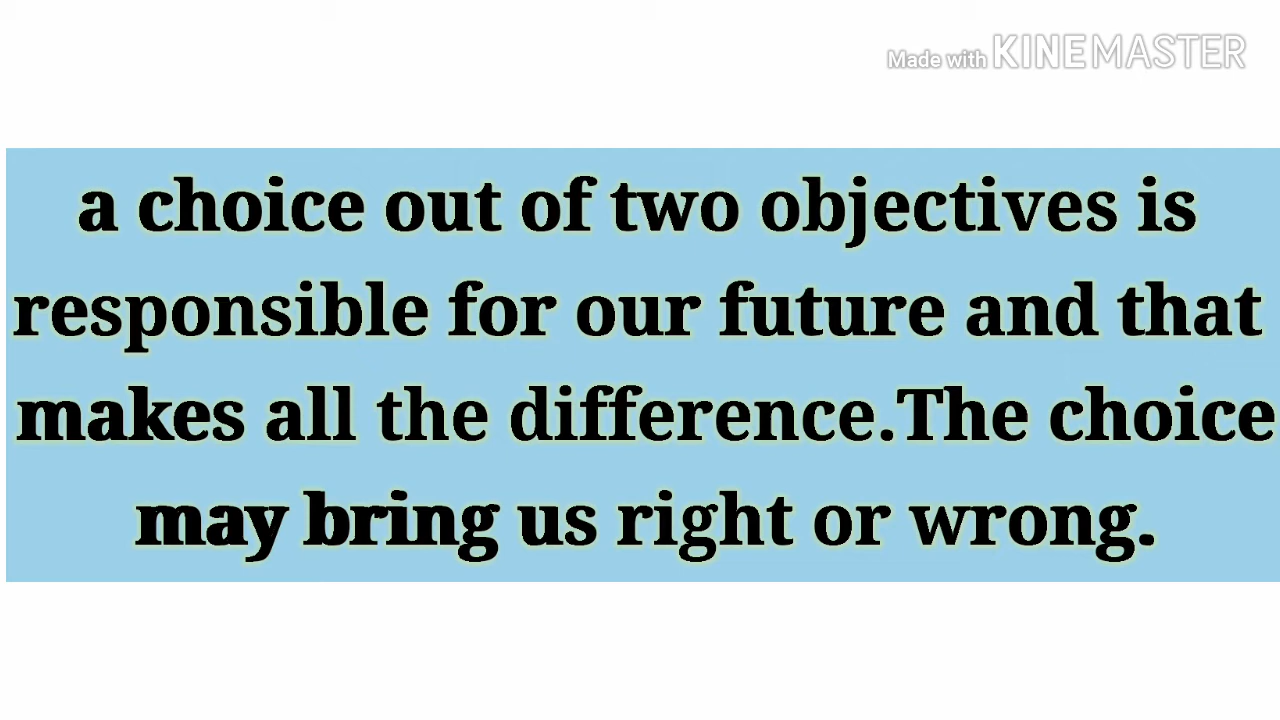 Made with KINEMASTER
a choice out of two objectives is
responsible for our future and that
makes all the difference.The choice
may bring us right or wrong.